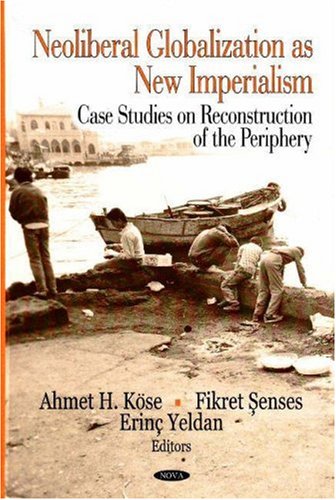 Neoliberal Globalization as
New Imperialism
Case Studies on Reconstruction
of the Periphery
Ahmet H. Köse ▪ Fikret Şenses
Erinç Yeldan
Editors
NOVA